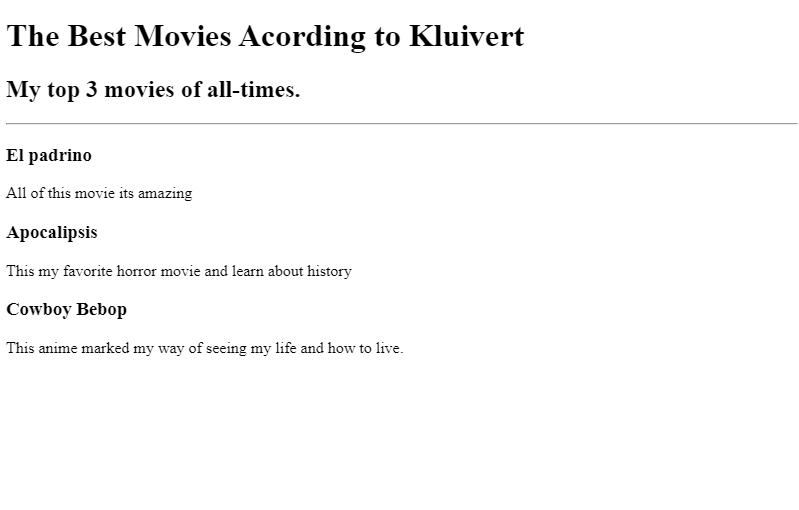 The Best Movies Acording to Kluivert
My top 3 movies of all-times.
El padrino
All of this movie its amazing
Apocalipsis
This my favorite horror movie and learn about history
Cowboy Bebop
This anime marked my way of seeing my life and how to live.